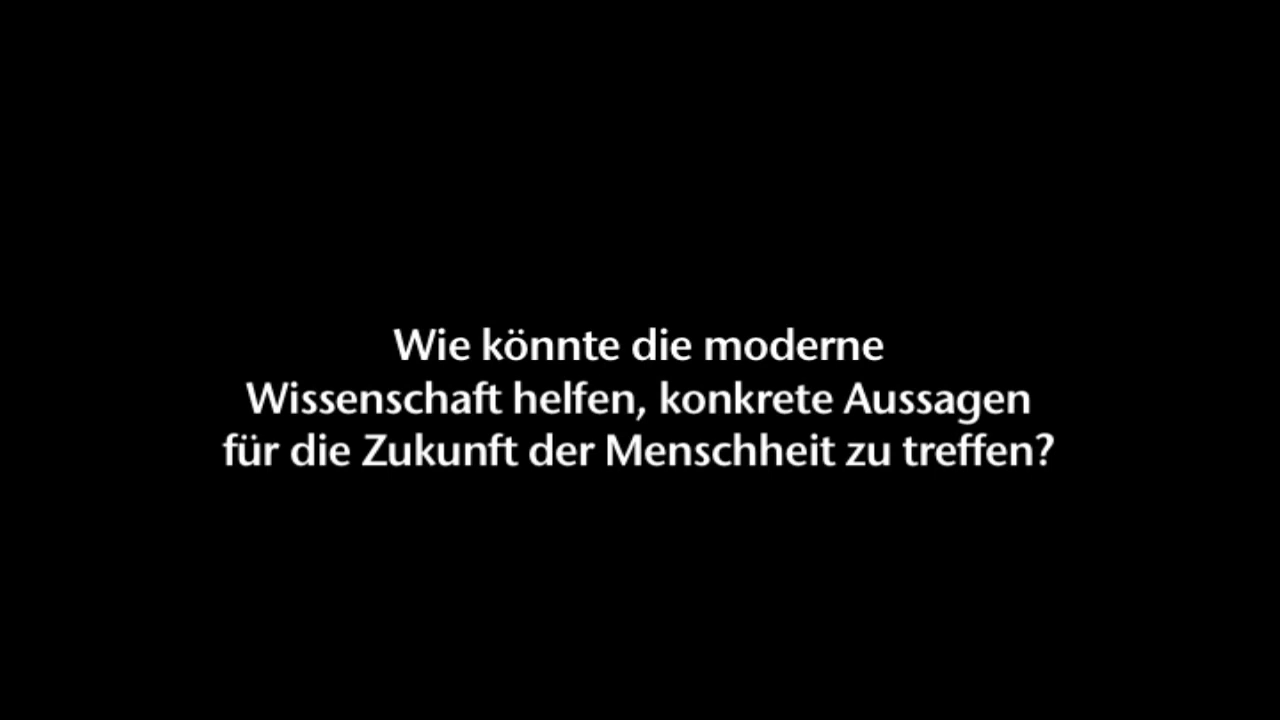 Wie könnte die moderne
Wissenschaft helfen, konkrete Aussagen
für die Zukunft der Menschheit zu treffen?